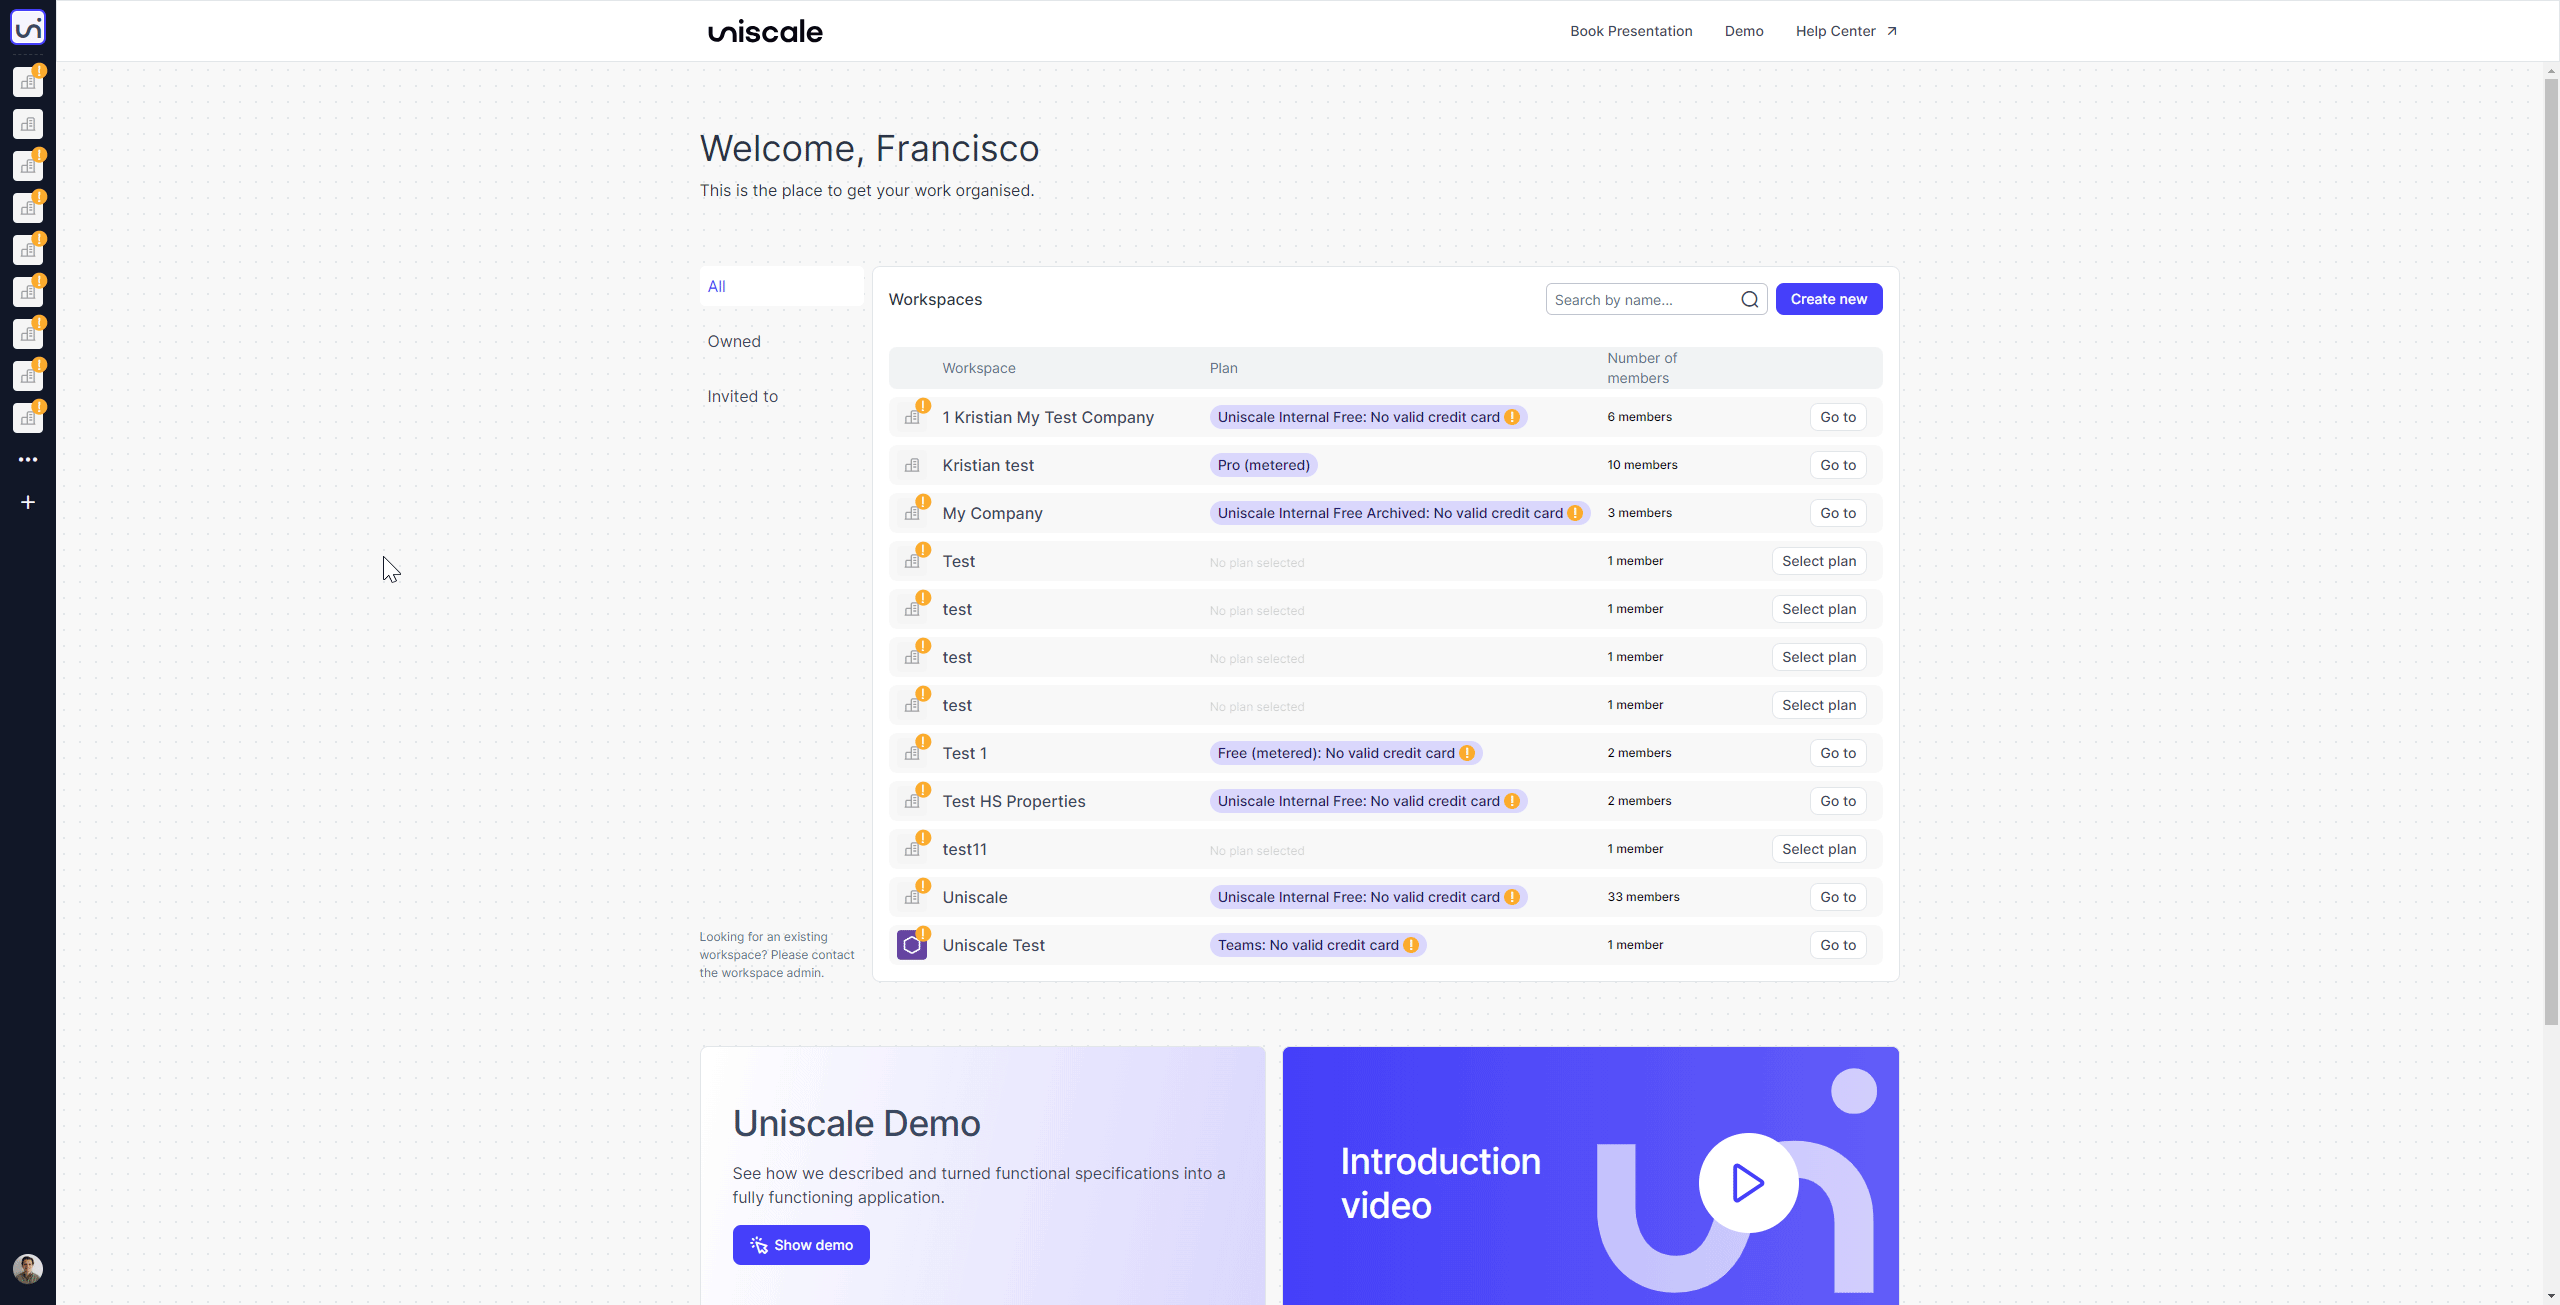 uniscale
Book Presentation
Demo
Help Center
Welcome, Francisco
This is the place to get your work organised.
All
Owned
Invited to
Workspaces
Search by name...
Create new
Workspace
Plan
Number of
members
1 Kristian My Test Company
Uniscale Internal Free: No valid credit card
6 members
Go to
Kristian test
Pro (metered)
10 members
Go to
My Company
Uniscale Internal Free Archived: No valid credit card
3 members
Go to
Test
No plan selected
1 member
Select plan
test
No plan selected
1 member
Select plan
test
No plan selected
1 member
Select plan
test
No plan selected
1 member
Select plan
Test 1
Free (metered): No valid credit card
2 members
Go to
Test HS Properties
Uniscale Internal Free: No valid credit card
2 members
Go to
test11
No plan selected
1 member
Select plan
Uniscale
Uniscale Internal Free: No valid credit card
33 members
Go to
Uniscale Test
Teams: No valid credit card
1 member
Go to
Looking for an existing
workspace? Please contact
the workspace admin.
Uniscale Demo
See how we described and turned functional specifications into a
fully functioning application.
Show demo
Introduction
video